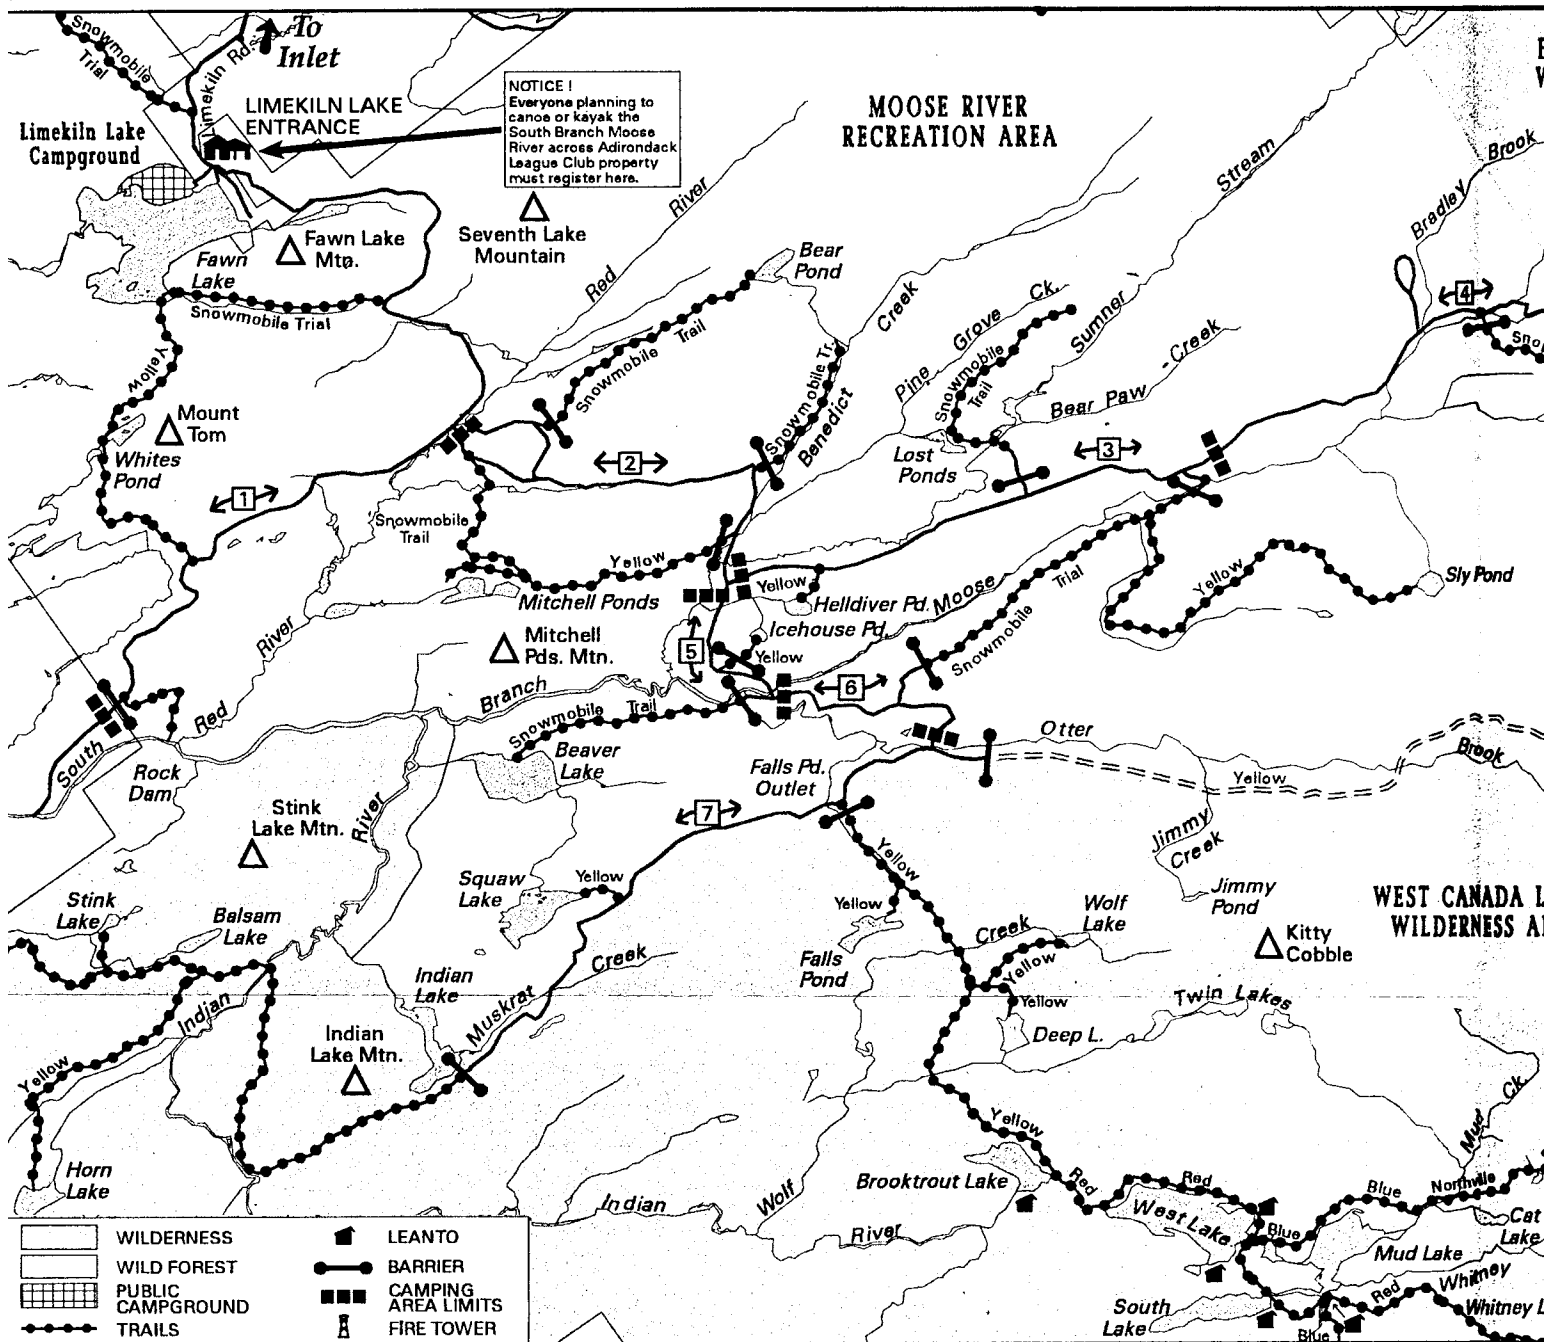 To
Inlet
Snowmobile
Trial
Limekiln Rd.
LIMEKILN LAKE
ENTRANCE
Limekiln Lake
Campground
NOTICE !
Everyone planning to
canoe or kayak the
South Branch Moose
River across Adirondack
League Club property
must register here.
MOOSE RIVER
RECREATION AREA
Stream
Brook
Bradley
River
Red
Fawn Lake
Mtn.
Fawn
Lake
Seventh Lake
Mountain
Bear
Pond
Creek
Snowmobile Trial
Snowmobile Trail
Snowmobile Tr.
Benedict
Pine Grove Ck.
Sumner
Snowmobile
Trail
Creek
Bear Paw
4
Sno
Yellow
Mount
Tom
Whites
Pond
1
2
3
Lost
Ponds
Snowmobile
Trail
Yellow
Mitchell Ponds
Yellow
Helldiver Pd.
Icehouse Pd.
Yellow
Moose
Snowmobile Trial
Yellow
Sly Pond
River
Red
Mitchell
Pds. Mtn.
5
6
Branch
Snowmobile Trail
Beaver
Lake
South
Rock
Dam
Falls Pd.
Outlet
Otter
Brook
Yellow
7
Stink
Lake Mtn.
River
Jimmy
Creek
Jimmy
Pond
Squaw
Lake
Yellow
Yellow
Yellow
Wolf
Lake
Creek
Yellow
Yellow
Falls
Pond
WEST CANADA L
WILDERNESS A
Kitty
Cobble
Stink
Lake
Balsam
Lake
Indian
Lake
Muskrat
Creek
Indian
Indian
Lake Mtn.
Yellow
Twin Lakes
Deep L.
Mud Ck.
Yellow
Horn
Lake
Brooktrout Lake
Red
Red
West Lake
Blue
Blue
Northville
Cat
Lake
Mud Lake
Indian
River
Wolf
South
Lake
Red
Whitney
Whitney L
Blue
WILDERNESS
WILD FOREST
PUBLIC
CAMPGROUND
TRAILS
LEANTO
BARRIER
CAMPING
AREA LIMITS
FIRE TOWER